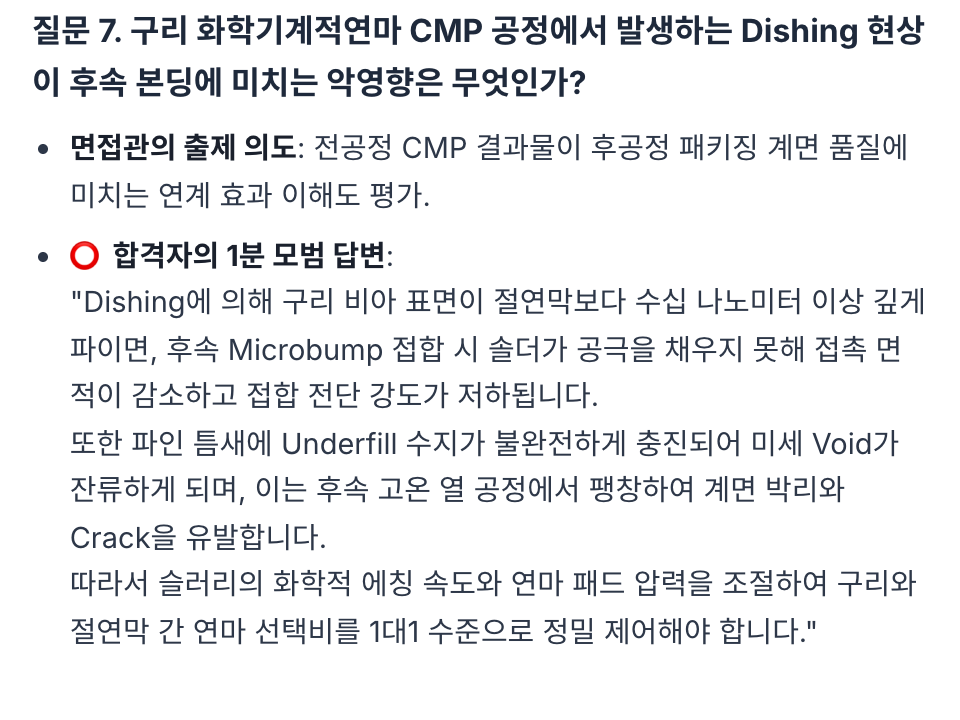 질문 7. 구리 화학기계적연마 CMP 공정에서 발생하는 Dishing 현상
이 후속 본딩에 미치는 악영향은 무엇인가?
• 면접관의 출제 의도: 전공정 CMP 결과물이 후공정 패키징 계면 품질에
미치는 연계 효과 이해도 평가.
• ⭕ 합격자의 1분 모범 답변:
"Dishing에 의해 구리 비아 표면이 절연막보다 수십 나노미터 이상 깊게
파이면, 후속 Microbump 접합 시 솔더가 공극을 채우지 못해 접촉 면
적이 감소하고 접합 전단 강도가 저하됩니다.
또한 파인 틈새에 Underfill 수지가 불완전하게 충진되어 미세 Void가
잔류하게 되며, 이는 후속 고온 열 공정에서 팽창하여 계면 박리와
Crack을 유발합니다.
따라서 슬러리의 화학적 에칭 속도와 연마 패드 압력을 조절하여 구리와
절연막 간 연마 선택비를 1대1 수준으로 정밀 제어해야 합니다."